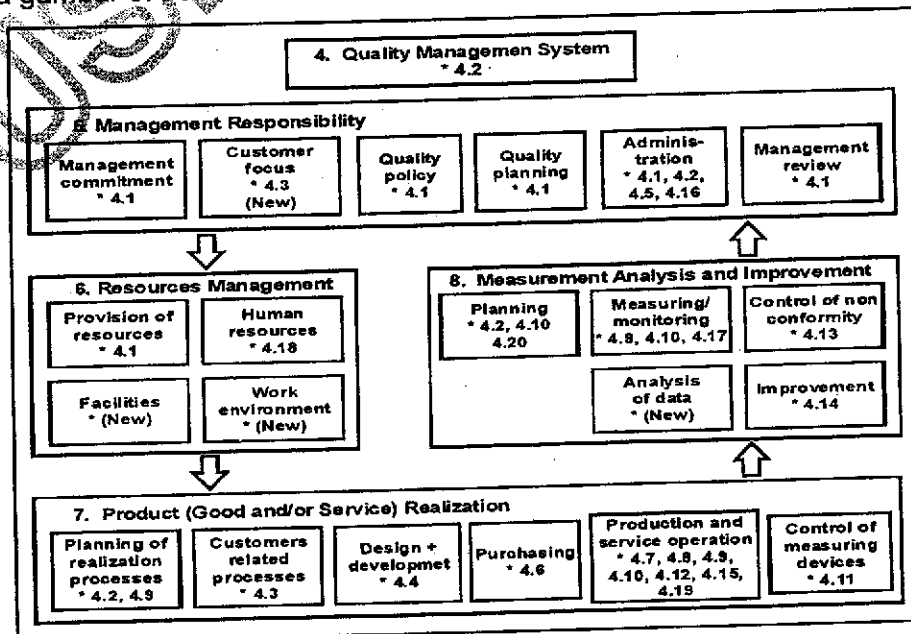 a gambar
4. Quality Managemen System
* 4.2
5. Management Responsibility
Management
commitment
* 4.1
Customer
focus
* 4.3
(New)
Quality
policy
* 4.1
Quality
planning
* 4.1
Adminis-
tration
* 4.1, 4.2,
4.5, 4.16
Management
review
* 4.1
6. Resources Management
Provision of
resources
* 4.1
Human
resources
* 4.18
Facilities
* (New)
Work
environment
* (New)
8. Measurement Analysis and Improvement
Planning
* 4.2, 4.10
4.20
Measuring/
monitoring
* 4.9, 4.10, 4.17
Control of non
conformity
* 4.13
Analysis
of data
* (New)
Improvement
* 4.14
7. Product (Good and/or Service) Realization
Planning of
realization
processes
* 4.2, 4.9
Customers
related
processes
* 4.3
Design +
developmet
* 4.4
Purchasing
* 4.6
Production and
service operation
* 4.7, 4.8, 4.9,
4.10, 4.12, 4.15,
4.19
Control of
measuring
devices
* 4.11